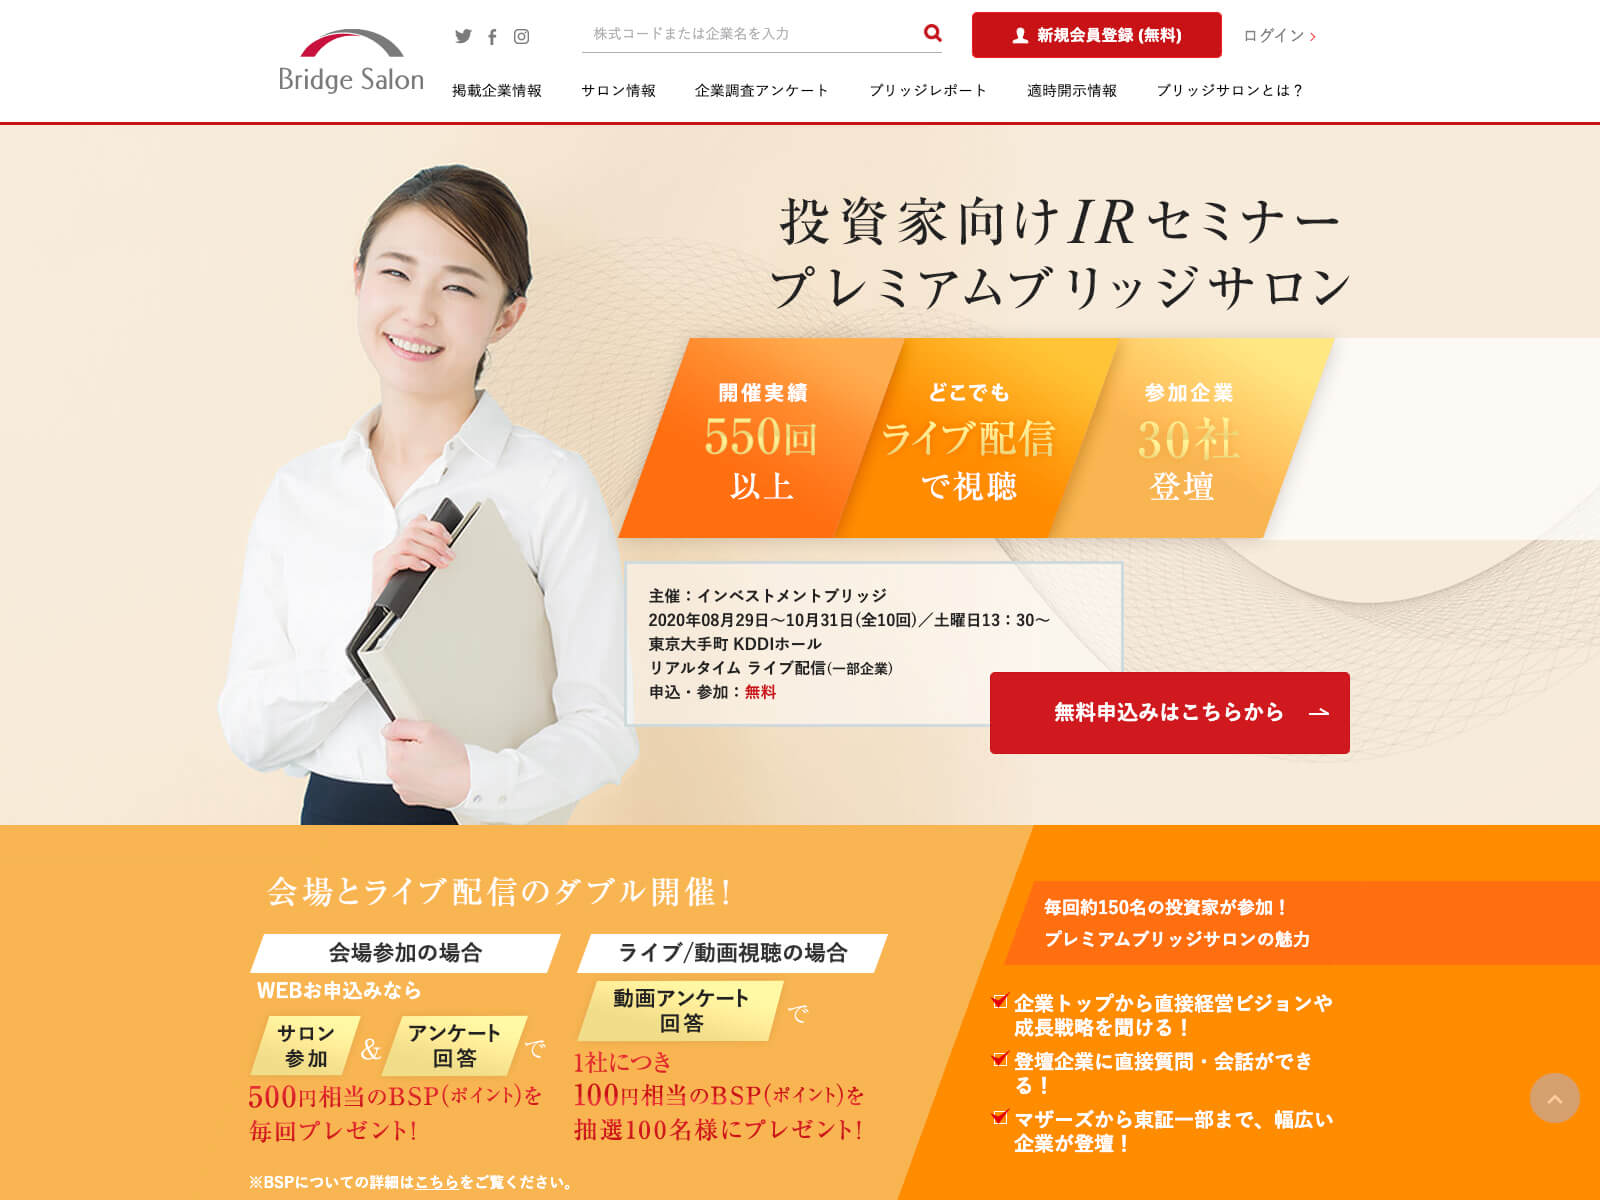 Bridge Salon
株式コードまたは企業名を入力
新規会員登録 (無料)
ログイン
掲載企業情報
サロン情報
企業調査アンケート
ブリッジレポート
適時開示情報
ブリッジサロンとは？
投資家向けIRセミナー
プレミアムブリッジサロン
開催実績
550回
以上
どこでも
ライブ配信
で視聴
参加企業
30社
登壇
主催：インベストメントブリッジ
2020年08月29日〜10月31日(全10回)／土曜日13：30〜
東京大手町 KDDIホール
リアルタイム ライブ配信(一部企業)
申込・参加：無料
無料申込みはこちらから
会場とライブ配信のダブル開催！
会場参加の場合
WEBお申込みなら
サロン
参加
&
アンケート
回答
で
500円相当のBSP(ポイント)を
毎回プレゼント！
ライブ/動画視聴の場合
動画アンケート
回答
で
1社につき
100円相当のBSP(ポイント)を
抽選100名様にプレゼント！
※BSPについての詳細はこちらをご覧ください。
毎回約150名の投資家が参加！
プレミアムブリッジサロンの魅力
企業トップから直接経営ビジョンや
成長戦略を聞ける！
登壇企業に直接質問・会話ができ
る！
マザーズから東証一部まで、幅広い
企業が登壇！